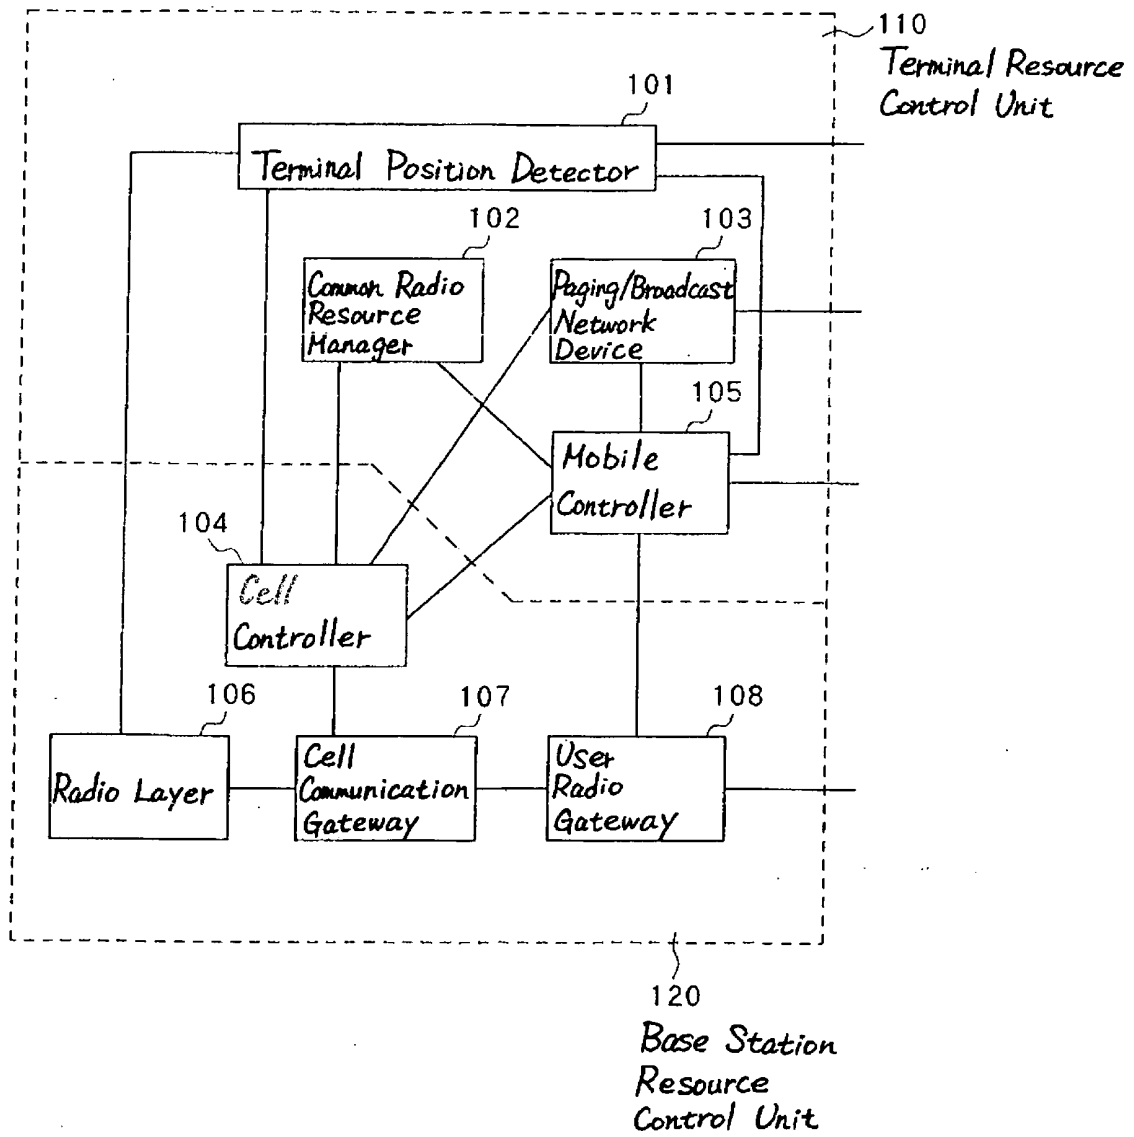 110
Terminal Resource
Control Unit
101
Terminal Position Detector
102
Common Radio
Resource
Manager
103
Paging/Broadcast
Network
Device
105
Mobile
Controller
104
Cell
Controller
106
Radio Layer
107
Cell
Communication
Gateway
108
User
Radio
Gateway
120
Base Station
Resource
Control Unit